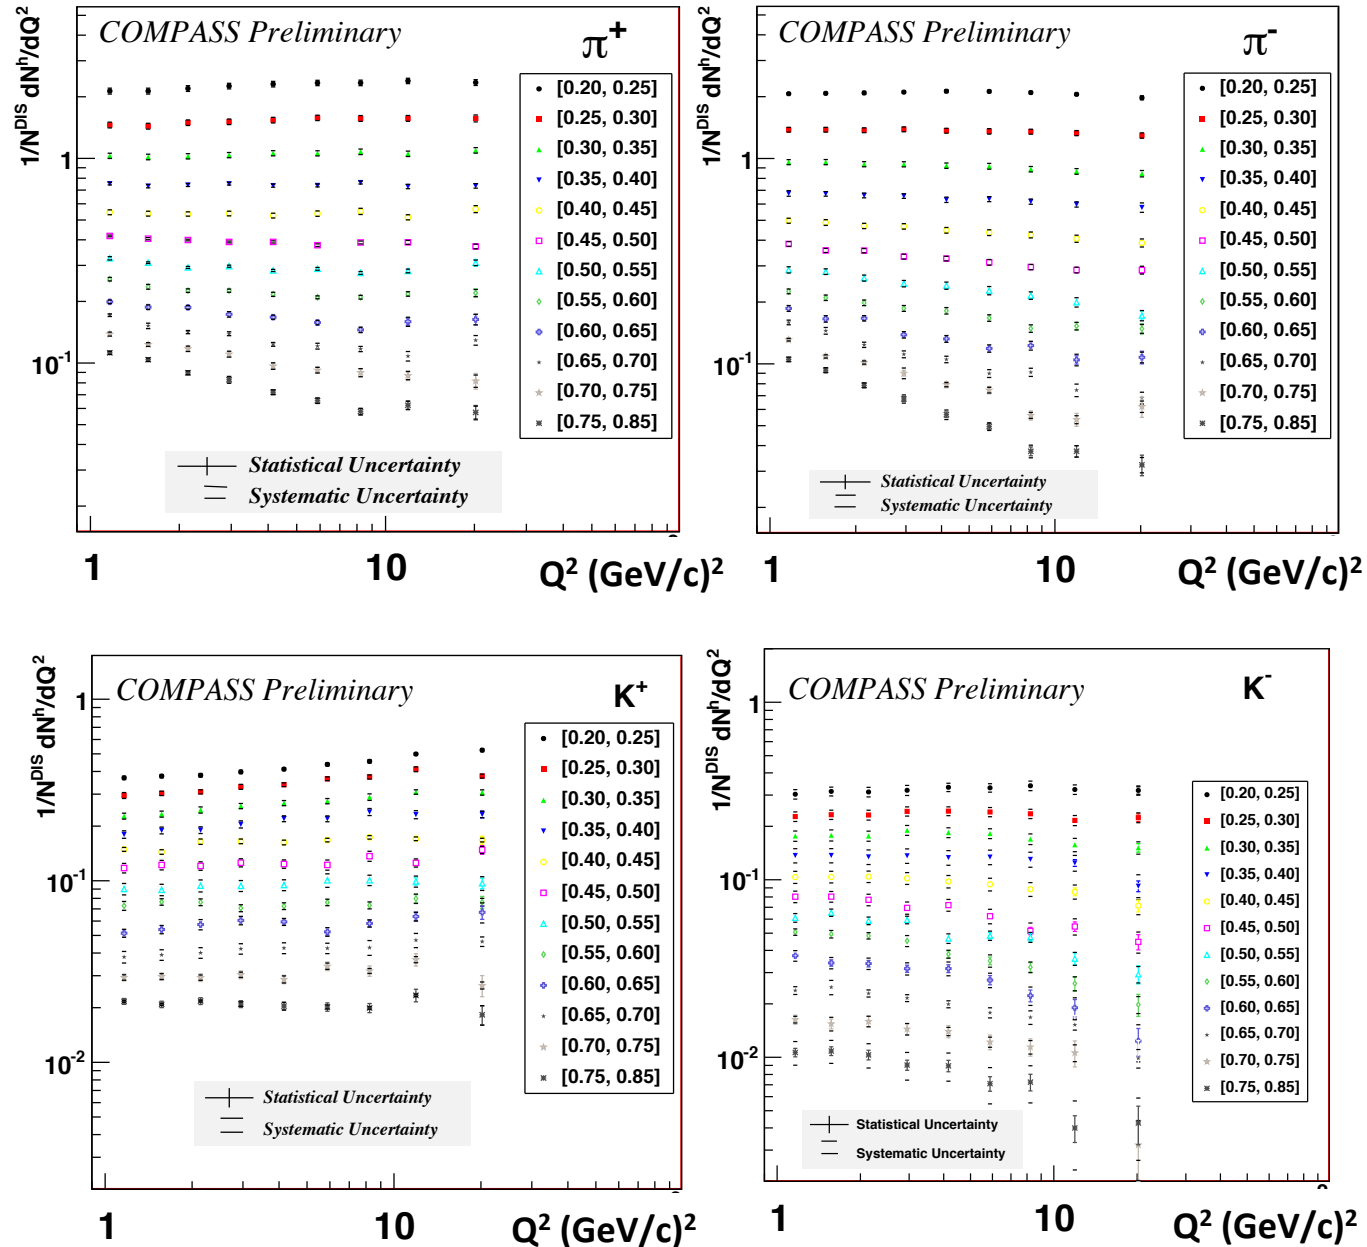 COMPASS Preliminary
π+
1/N^DIS dN^h/dQ^2
[0.20, 0.25]
[0.25, 0.30]
[0.30, 0.35]
[0.35, 0.40]
[0.40, 0.45]
[0.45, 0.50]
[0.50, 0.55]
[0.55, 0.60]
[0.60, 0.65]
[0.65, 0.70]
[0.70, 0.75]
[0.75, 0.85]
1
10^-1
Statistical Uncertainty
Systematic Uncertainty
1
10
Q^2 (GeV/c)^2
COMPASS Preliminary
π-
1/N^DIS dN^h/dQ^2
[0.20, 0.25]
[0.25, 0.30]
[0.30, 0.35]
[0.35, 0.40]
[0.40, 0.45]
[0.45, 0.50]
[0.50, 0.55]
[0.55, 0.60]
[0.60, 0.65]
[0.65, 0.70]
[0.70, 0.75]
[0.75, 0.85]
1
10^-1
Statistical Uncertainty
Systematic Uncertainty
1
10
Q^2 (GeV/c)^2
COMPASS Preliminary
K+
1/N^DIS dN^h/dQ^2
[0.20, 0.25]
[0.25, 0.30]
[0.30, 0.35]
[0.35, 0.40]
[0.40, 0.45]
[0.45, 0.50]
[0.50, 0.55]
[0.55, 0.60]
[0.60, 0.65]
[0.65, 0.70]
[0.70, 0.75]
[0.75, 0.85]
1
10^-1
10^-2
Statistical Uncertainty
Systematic Uncertainty
1
10
Q^2 (GeV/c)^2
COMPASS Preliminary
K-
1/N^DIS dN^h/dQ^2
[0.20, 0.25]
[0.25, 0.30]
[0.30, 0.35]
[0.35, 0.40]
[0.40, 0.45]
[0.45, 0.50]
[0.50, 0.55]
[0.55, 0.60]
[0.60, 0.65]
[0.65, 0.70]
[0.70, 0.75]
[0.75, 0.85]
1
10^-1
10^-2
Statistical Uncertainty
Systematic Uncertainty
1
10
Q^2 (GeV/c)^2